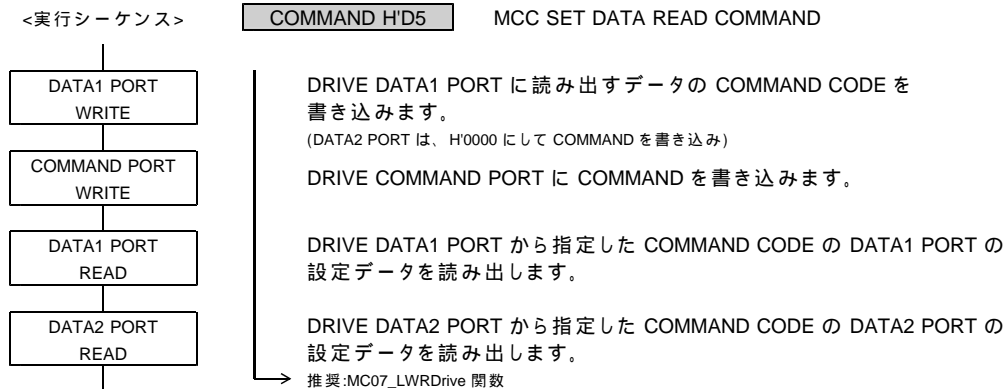 <実行シーケンス>
COMMAND H'D5 MCC SET DATA READ COMMAND
DATA1 PORT
WRITE
DRIVE DATA1 PORT に読み出すデータの COMMAND CODE を
書き込みます。
(DATA2 PORT は、H'0000 にして COMMAND を書き込み)
COMMAND PORT
WRITE
DRIVE COMMAND PORT に COMMAND を書き込みます。
DATA1 PORT
READ
DRIVE DATA1 PORT から指定した COMMAND CODE の DATA1 PORT の
設定データを読み出します。
DATA2 PORT
READ
DRIVE DATA2 PORT から指定した COMMAND CODE の DATA2 PORT の
設定データを読み出します。
推奨:MC07_LWRDrive 関数